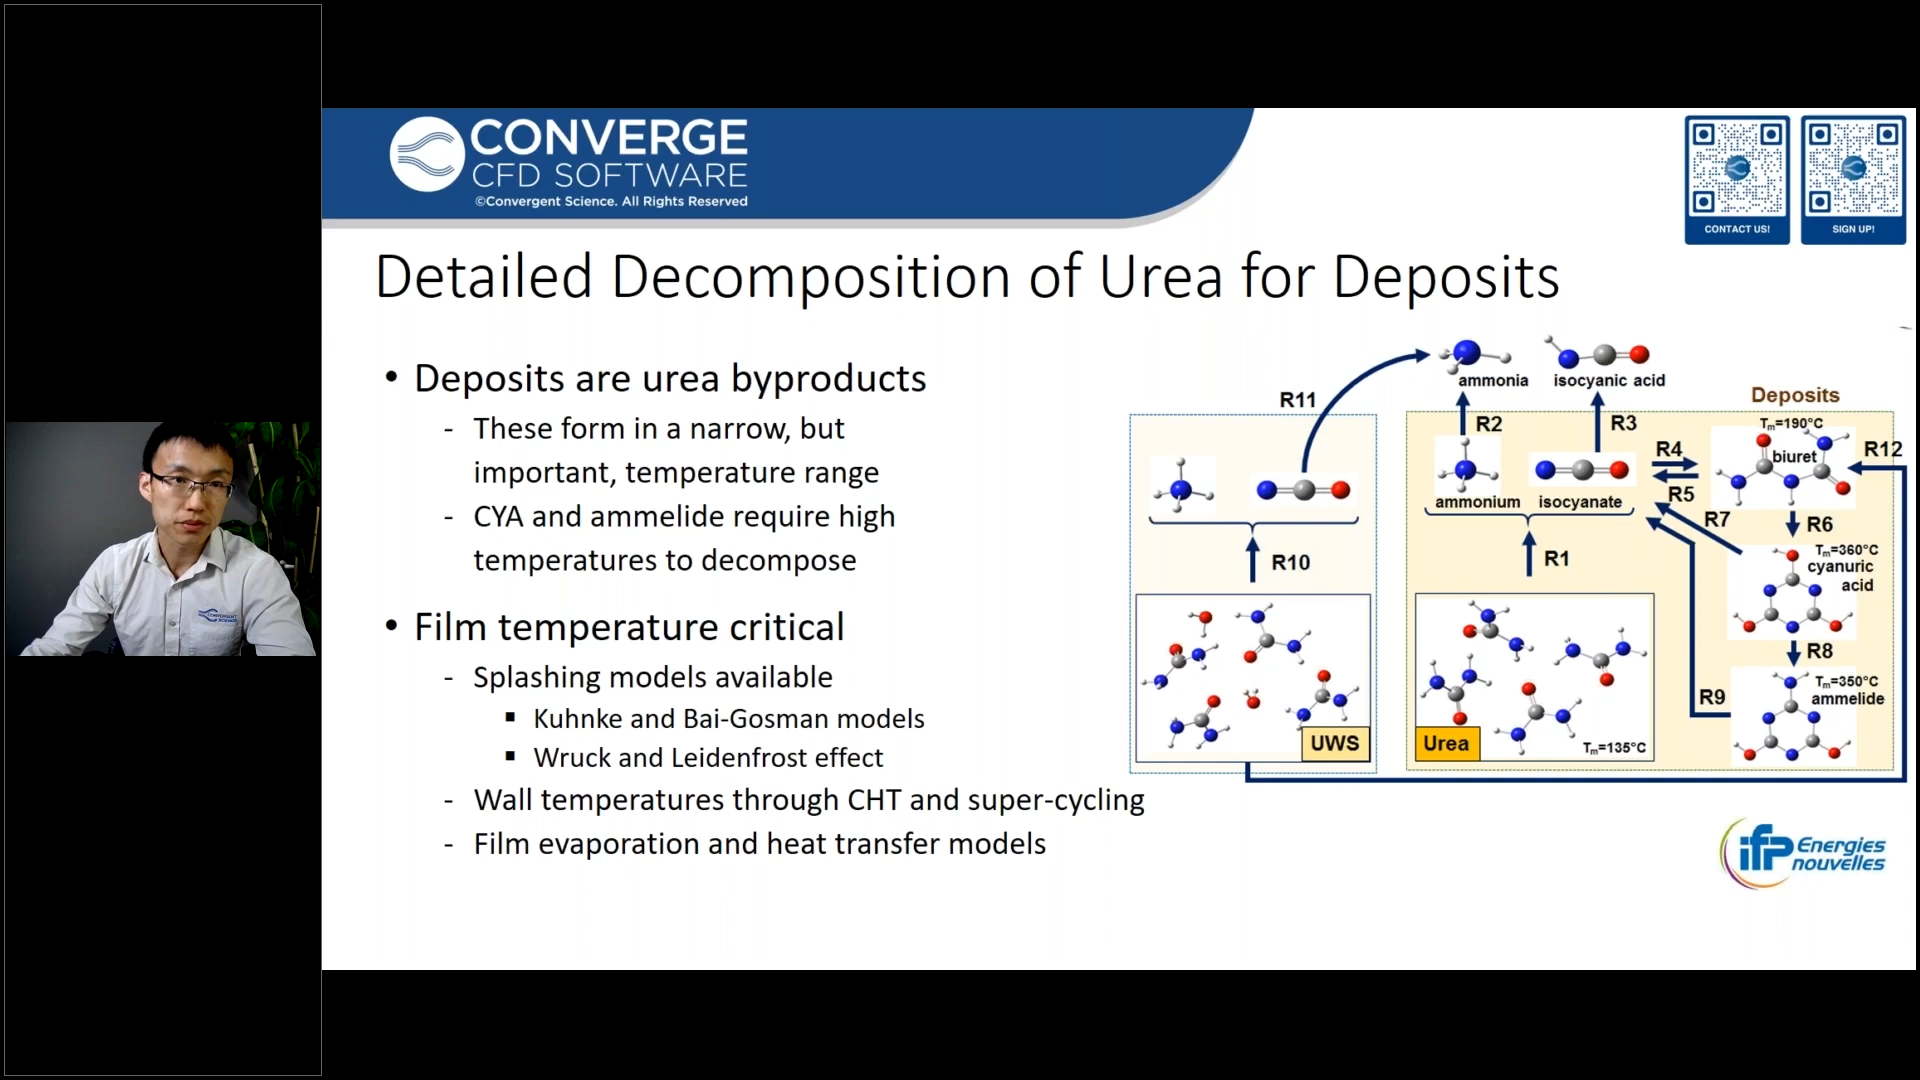 CONVERGE
CFD SOFTWARE
©Convergent Science. All Rights Reserved
CONTACT US!
SIGN UP!
Detailed Decomposition of Urea for Deposits
• Deposits are urea byproducts
- These form in a narrow, but
important, temperature range
- CYA and ammelide require high
temperatures to decompose
• Film temperature critical
- Splashing models available
▪ Kuhnke and Bai-Gosman models
▪ Wruck and Leidenfrost effect
- Wall temperatures through CHT and super-cycling
- Film evaporation and heat transfer models
ammonia
isocyanic acid
R11
R2
R3
Deposits
Tm=190°C
biuret
R4
R12
R5
ammonium
isocyanate
R7
R6
R10
R1
Tm=360°C
cyanuric
acid
R8
R9
Tm=350°C
ammelide
UWS
Urea
Tm=135°C
ifp Energies
nouvelles
CONVERGENT
SCIENCE